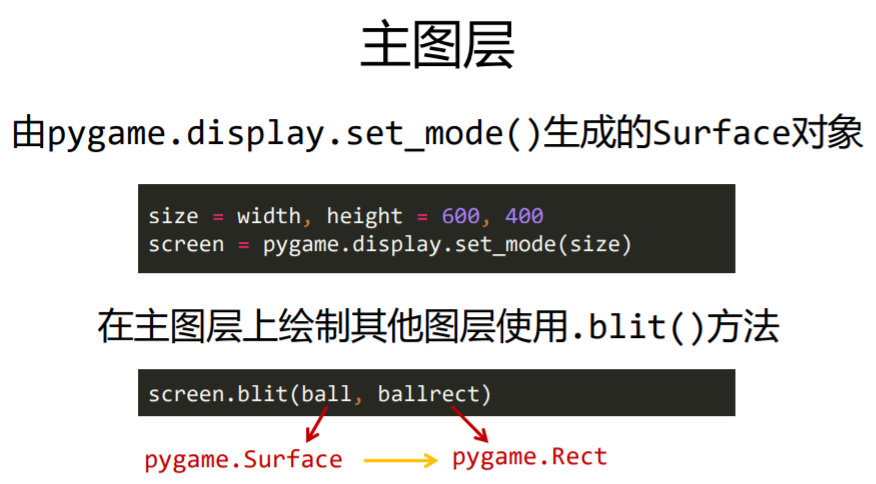 主图层
由pygame.display.set_mode()生成的Surface对象
size = width, height = 600, 400
screen = pygame.display.set_mode(size)
在主图层上绘制其他图层使用.blit()方法
screen.blit(ball, ballrect)
pygame.Surface
pygame.Rect